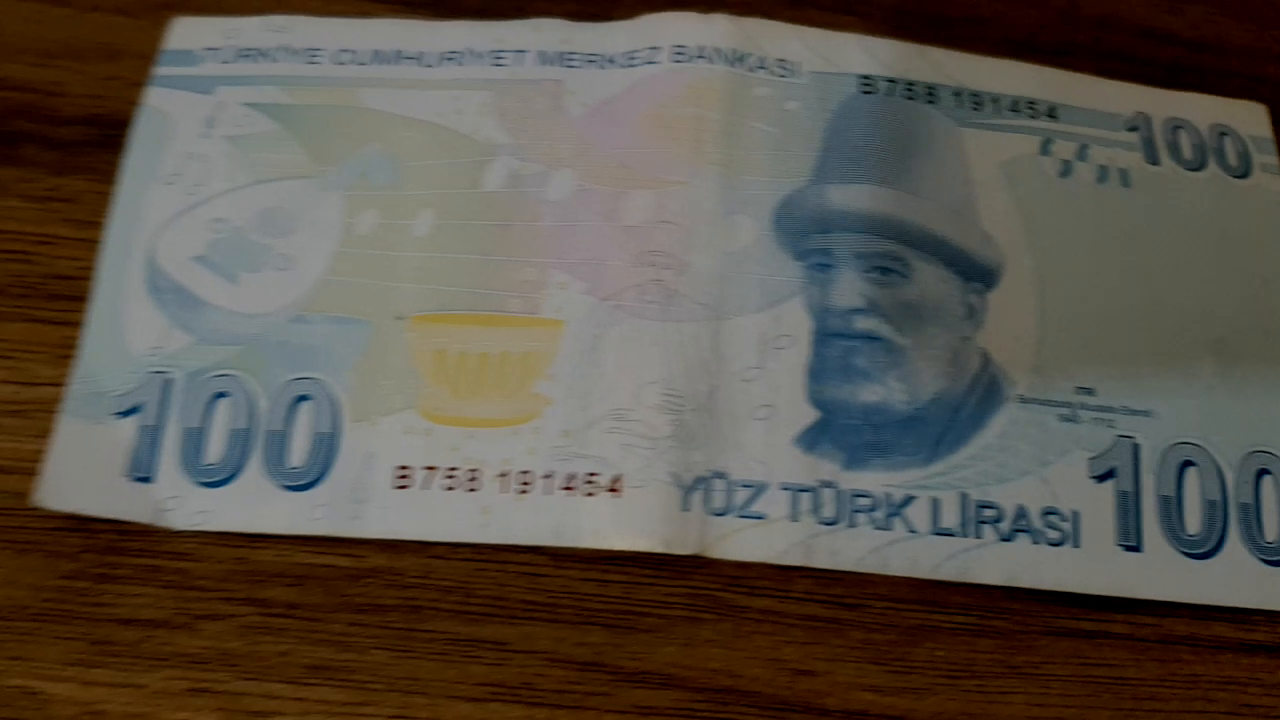 TÜRKİYE CUMHURİYET MERKEZ BANKASI
B758 191454
100
100
B758 191454
YÜZ TÜRK LİRASI
100